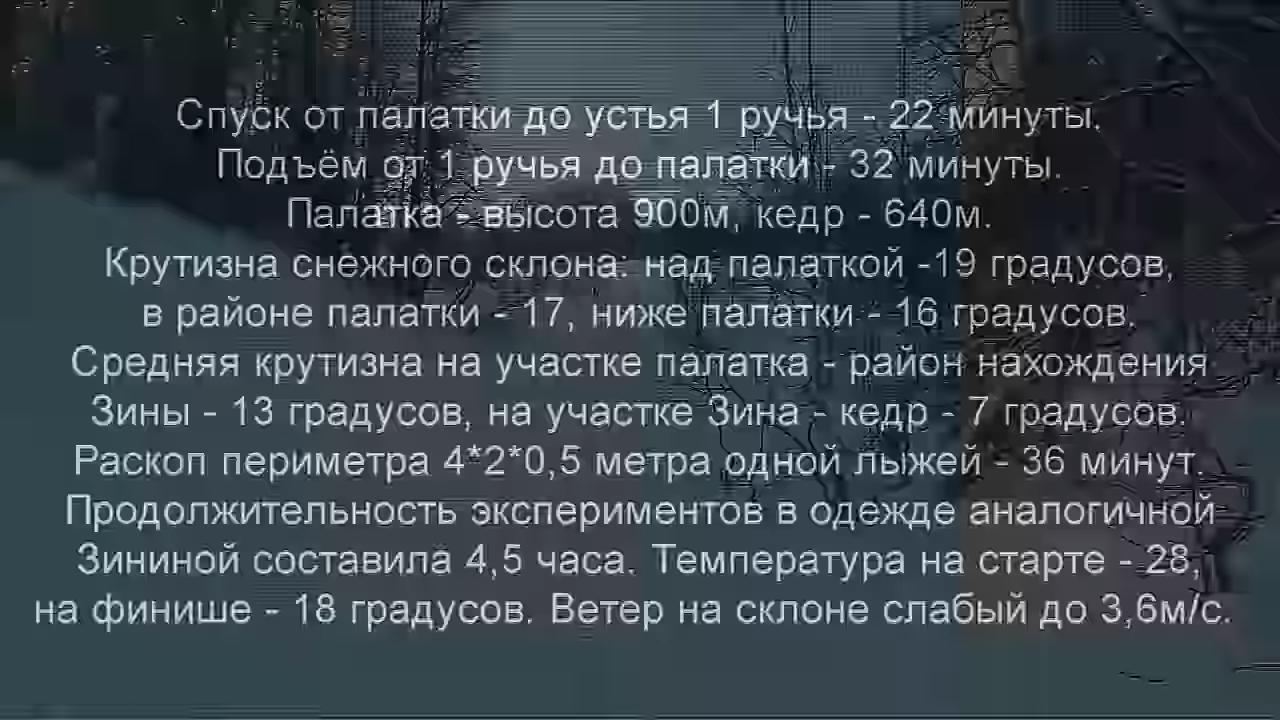 Спуск от палатки до устья 1 ручья - 22 минуты.
Подъём от 1 ручья до палатки - 32 минуты.
Палатка - высота 900м, кедр - 640м.
Крутизна снежного склона: над палаткой -19 градусов,
в районе палатки - 17, ниже палатки - 16 градусов.
Средняя крутизна на участке палатка - район нахождения
Зины - 13 градусов, на участке Зина - кедр - 7 градусов.
Раскоп периметра 4*2*0,5 метра одной лыжей - 36 минут.
Продолжительность экспериментов в одежде аналогичной
Зининой составила 4,5 часа. Температура на старте - 28,
на финише - 18 градусов. Ветер на склоне слабый до 3,6м/с.